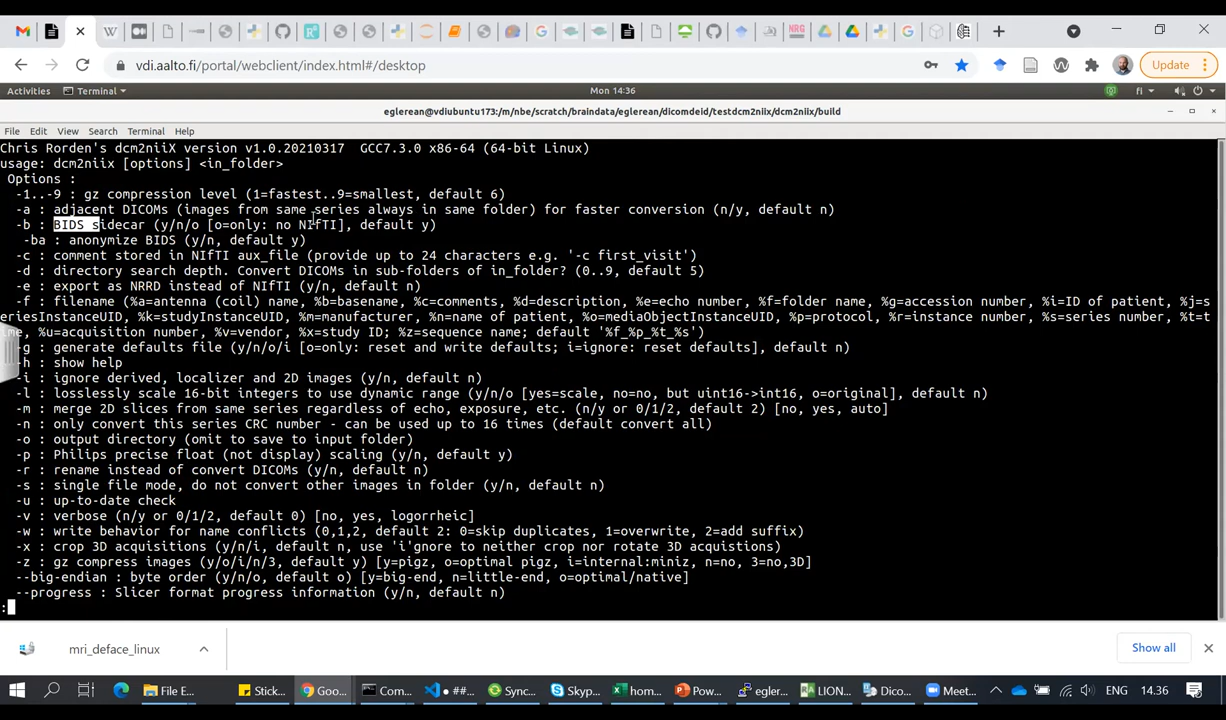 vdi.aalto.fi/portal/webclient/index.html#/desktop
Update
Activities
Terminal
Mon 14:36
fi
eglerean@vdiubuntu173:/m/nbe/scratch/braindata/eglerean/dicomdeid/testdcm2niix/dcm2niix/build
File Edit View Search Terminal Help
Chris Rorden's dcm2niiX version v1.0.20210317  GCC7.3.0 x86-64 (64-bit Linux)
usage: dcm2niix [options] <in_folder>
 Options :
  -1..-9 : gz compression level (1=fastest..9=smallest, default 6)
  -a : adjacent DICOMs (images from same series always in same folder) for faster conversion (n/y, default n)
  -b : BIDS sidecar (y/n/o [o=only: no NIfTI], default y)
   -ba : anonymize BIDS (y/n, default y)
  -c : comment stored in NIfTI aux_file (provide up to 24 characters e.g. '-c first_visit')
  -d : directory search depth. Convert DICOMs in sub-folders of in_folder? (0..9, default 5)
  -e : export as NRRD instead of NIfTI (y/n, default n)
  -f : filename (%a=antenna (coil) name, %b=basename, %c=comments, %d=description, %e=echo number, %f=folder name, %g=accession number, %i=ID of patient, %j=s
eriesInstanceUID, %k=studyInstanceUID, %m=manufacturer, %n=name of patient, %o=mediaObjectInstanceUID, %p=protocol, %r=instance number, %s=series number, %t=t
me, %u=acquisition number, %v=vendor, %x=study ID; %z=sequence name; default '%f_%p_%t_%s')
-g : generate defaults file (y/n/o/i [o=only: reset and write defaults; i=ignore: reset defaults], default n)
-h : show help
-i : ignore derived, localizer and 2D images (y/n, default n)
  -l : losslessly scale 16-bit integers to use dynamic range (y/n/o [yes=scale, no=no, but uint16->int16, o=original], default n)
  -m : merge 2D slices from same series regardless of echo, exposure, etc. (n/y or 0/1/2, default 2) [no, yes, auto]
  -n : only convert this series CRC number - can be used up to 16 times (default convert all)
  -o : output directory (omit to save to input folder)
  -p : Philips precise float (not display) scaling (y/n, default y)
  -r : rename instead of convert DICOMs (y/n, default n)
  -s : single file mode, do not convert other images in folder (y/n, default n)
  -u : up-to-date check
  -v : verbose (n/y or 0/1/2, default 0) [no, yes, logorrheic]
  -w : write behavior for name conflicts (0,1,2, default 2: 0=skip duplicates, 1=overwrite, 2=add suffix)
  -x : crop 3D acquisitions (y/n/i, default n, use 'i'gnore to neither crop nor rotate 3D acquistions)
  -z : gz compress images (y/o/i/n/3, default y) [y=pigz, o=optimal pigz, i=internal:miniz, n=no, 3=no,3D]
  --big-endian : byte order (y/n/o, default o) [y=big-end, n=little-end, o=optimal/native]
  --progress : Slicer format progress information (y/n, default n)
:
mri_deface_linux
Show all
File E...
Stick...
Goo...
Com...
• ##...
Sync...
Skyp...
hom...
Pow...
egler...
LION...
Dico...
Meet...
ENG
14.36